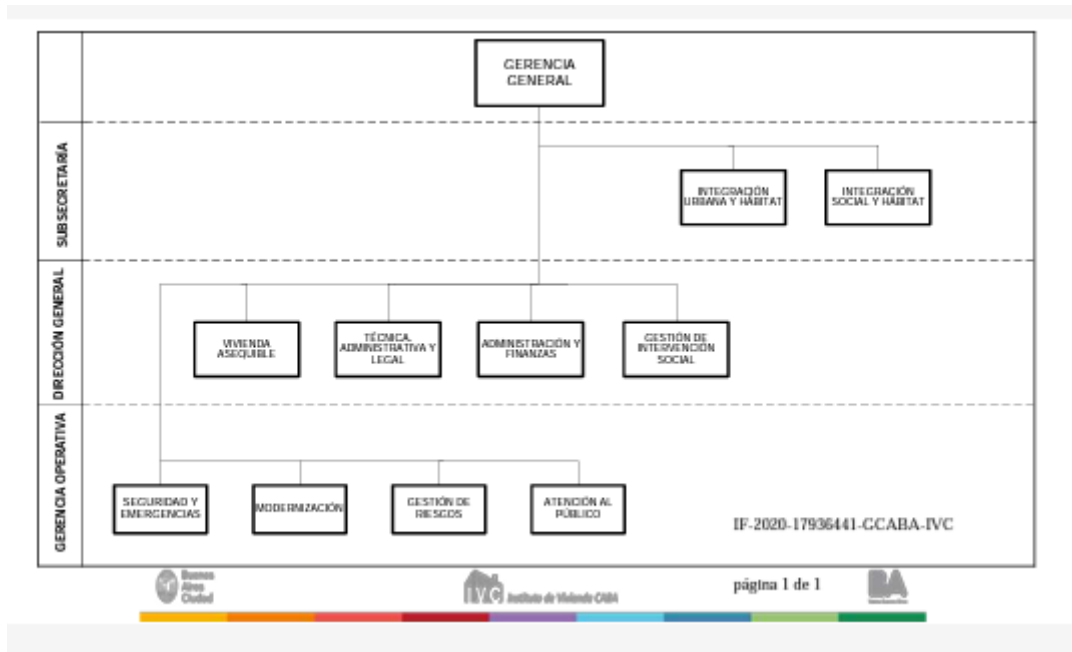 GERENCIA
GENERAL
SUBSECRETARÍA
INTEGRACIÓN
URBANA Y HÁBITAT
INTEGRACIÓN
SOCIAL Y HÁBITAT
DIRECCIÓN GENERAL
VIVIENDA
ASEQUIBLE
TÉCNICA,
ADMINISTRATIVA Y
LEGAL
ADMINISTRACIÓN Y
FINANZAS
GESTIÓN DE
INTERVENCIÓN
SOCIAL
GERENCIA OPERATIVA
SEGURIDAD Y
EMERGENCIAS
MODERNIZACIÓN
GESTIÓN DE
RIESGOS
ATENCIÓN AL
PÚBLICO
IF-2020-17936441-GCABA-IVC
Buenos
Aires
Ciudad
IVC Instituto de Vivienda CABA
página 1 de 1
BA